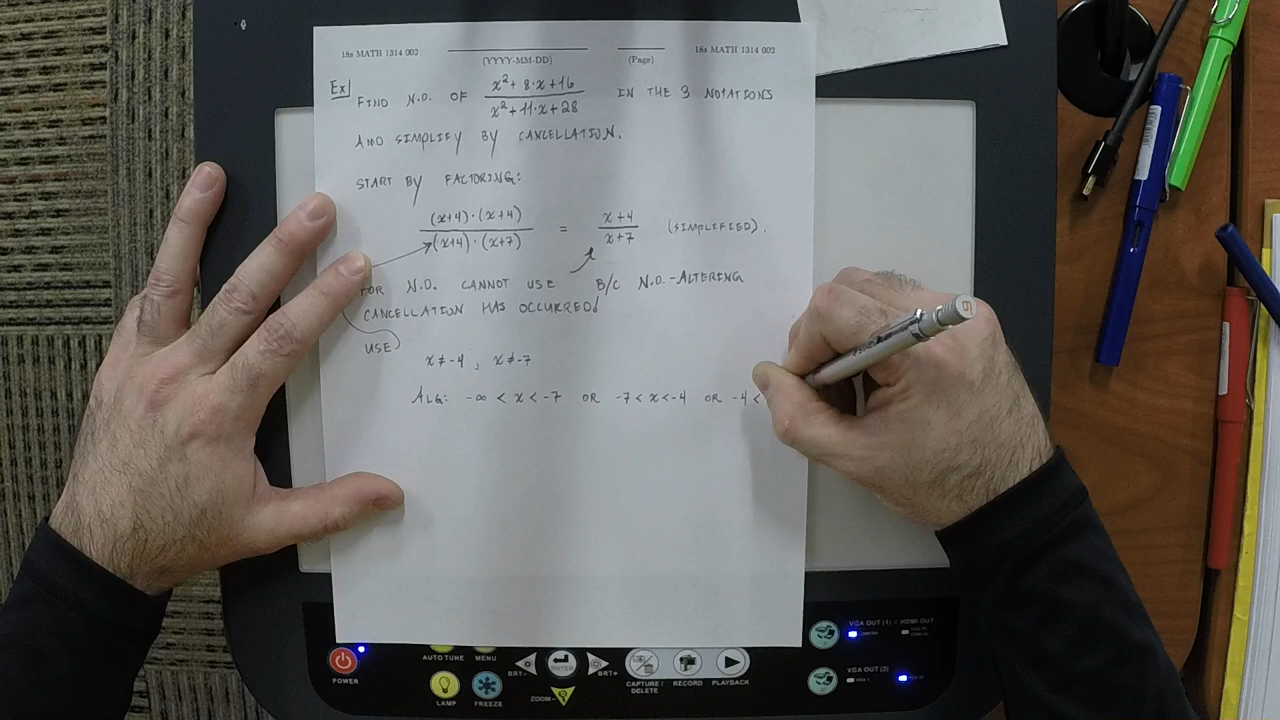 18s MATH 1314 002 (YYYY-MM-DD) (Page) 18s MATH 1314 002
Ex] FIND N.D. OF (x²+8·x+16)/(x²+11·x+28) IN THE 3 NOTATIONS
AND SIMPLIFY BY CANCELLATION.
START BY FACTORING:
((x+4)·(x+4))/((x+4)·(x+7)) = (x+4)/(x+7) (SIMPLIFIED).
FOR N.D. CANNOT USE B/C N.D.-ALTERING
CANCELLATION HAS OCCURRED!
USE
x≠-4, x≠-7
ALG: -∞ < x < -7 OR -7 < x < -4 OR -4 <
POWER
AUTO TUNE
MENU
LAMP
FREEZE
BRT-
ENTER
BRT+
ZOOM-
CAPTURE / DELETE
RECORD
PLAYBACK
VGA OUT (1) / HDMI OUT
VGA OUT (2)